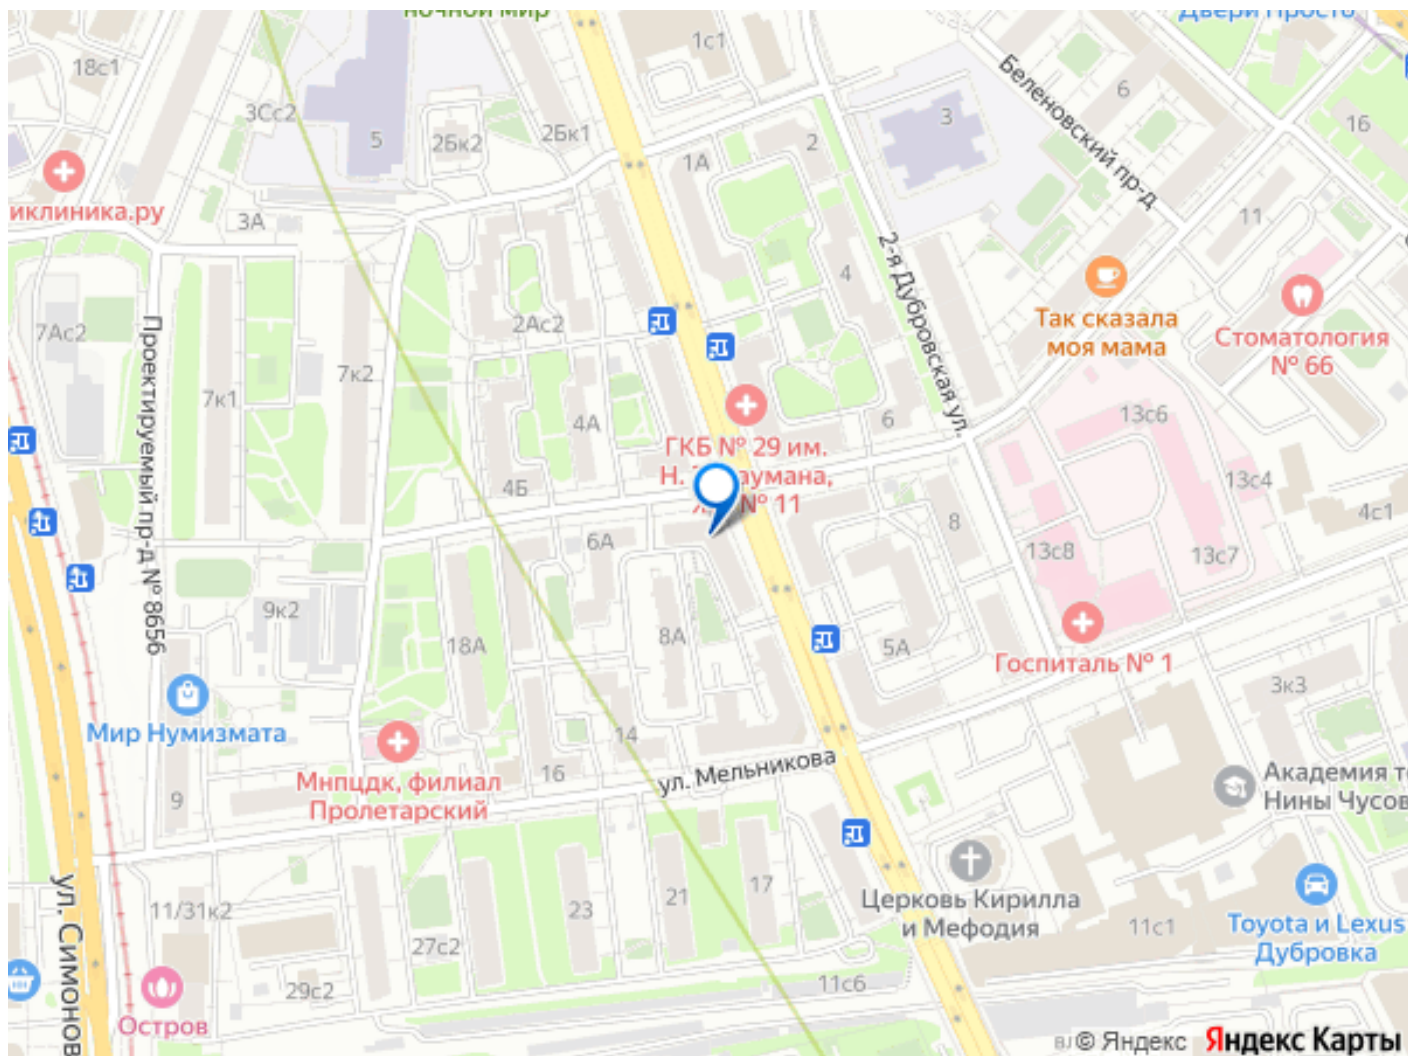 ночной мир
Двери Просто
1с1
18с1
6
Беленовский пр-д
16
3Сс2
5
2Бк2
2Бк1
3
2
1А
иклиника.ру
3А
11
2-я Дубровская ул.
4
Так сказала
моя мама
Стоматология
№ 66
7Ас2
Проектируемый пр-д № 8656
2Ас2
7к2
7к1
4А
6
13с6
ГКБ № 29 им.
Н.
аумана,
№ 11
4Б
13с4
4с1
8
6А
13с8
13с7
9к2
18А
8А
5А
Госпиталь № 1
3к3
Мир Нумизмата
14
16
ул. Мельникова
Мнпцдк, филиал
Пролетарский
9
Академия т
Нины Чусов
ул. Симонов
11/31к2
27с2
23
21
17
Церковь Кирилла
и Мефодия
11с1
Toyota и Lexus
Дубровка
29с2
11с6
Остров
© Яндекс
Яндекс Карты